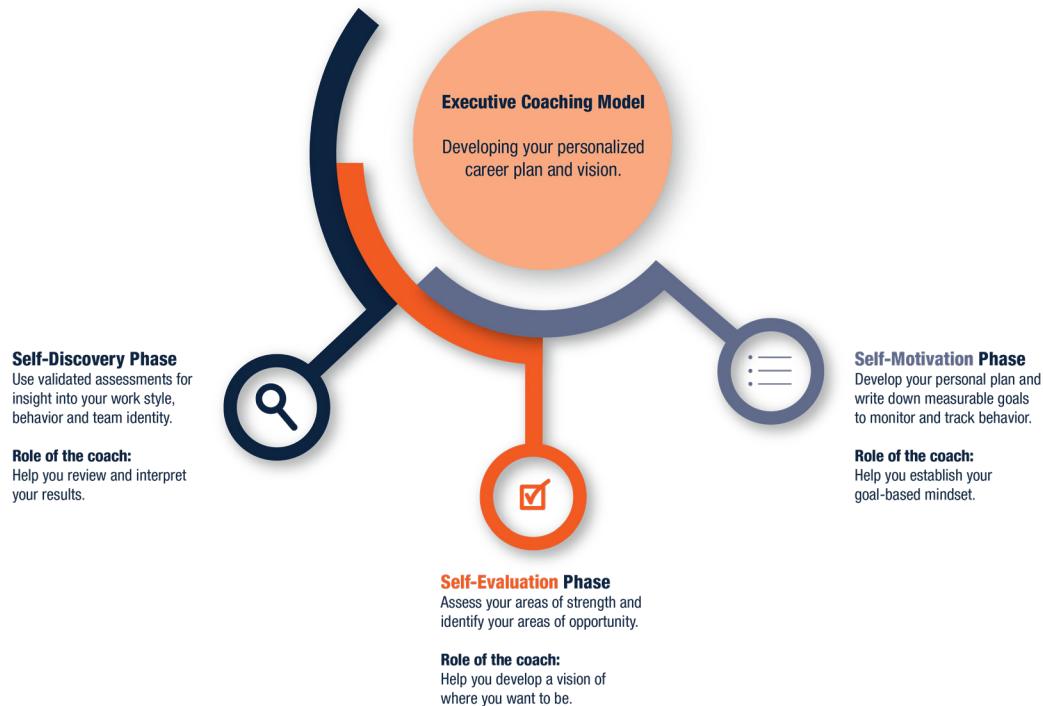 Executive Coaching Model
Developing your personalized
career plan and vision.
Self-Discovery Phase
Use validated assessments for
insight into your work style,
behavior and team identity.
Role of the coach:
Help you review and interpret
your results.
Self-Evaluation Phase
Assess your areas of strength and
identify your areas of opportunity.
Role of the coach:
Help you develop a vision of
where you want to be.
Self-Motivation Phase
Develop your personal plan and
write down measurable goals
to monitor and track behavior.
Role of the coach:
Help you establish your
goal-based mindset.